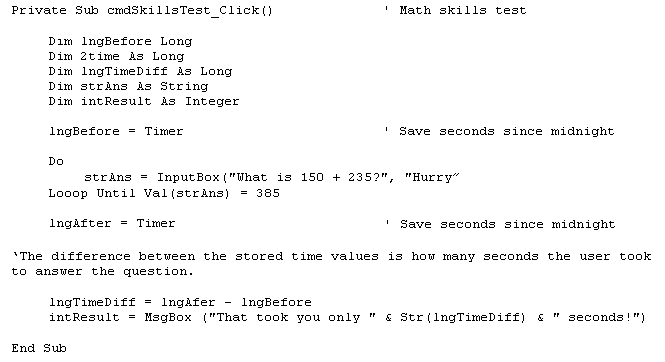 Private Sub cmdSkillsTest_Click() ' Math skills test
Dim lngBefore Long
Dim 2time As Long
Dim lngTimeDiff As Long
Dim strAns As String
Dim intResult As Integer
lngBefore = Timer ' Save seconds since midnight
Do
strAns = InputBox("What is 150 + 235?", "Hurry″
Looop Until Val(strAns) = 385
lngAfter = Timer ' Save seconds since midnight
‵The difference between the stored time values is how many seconds the user took
to answer the question.
lngTimeDiff = lngAfer - lngBefore
intResult = MsgBox ("That took you only " & Str(lngTimeDiff) & " seconds!")
End Sub